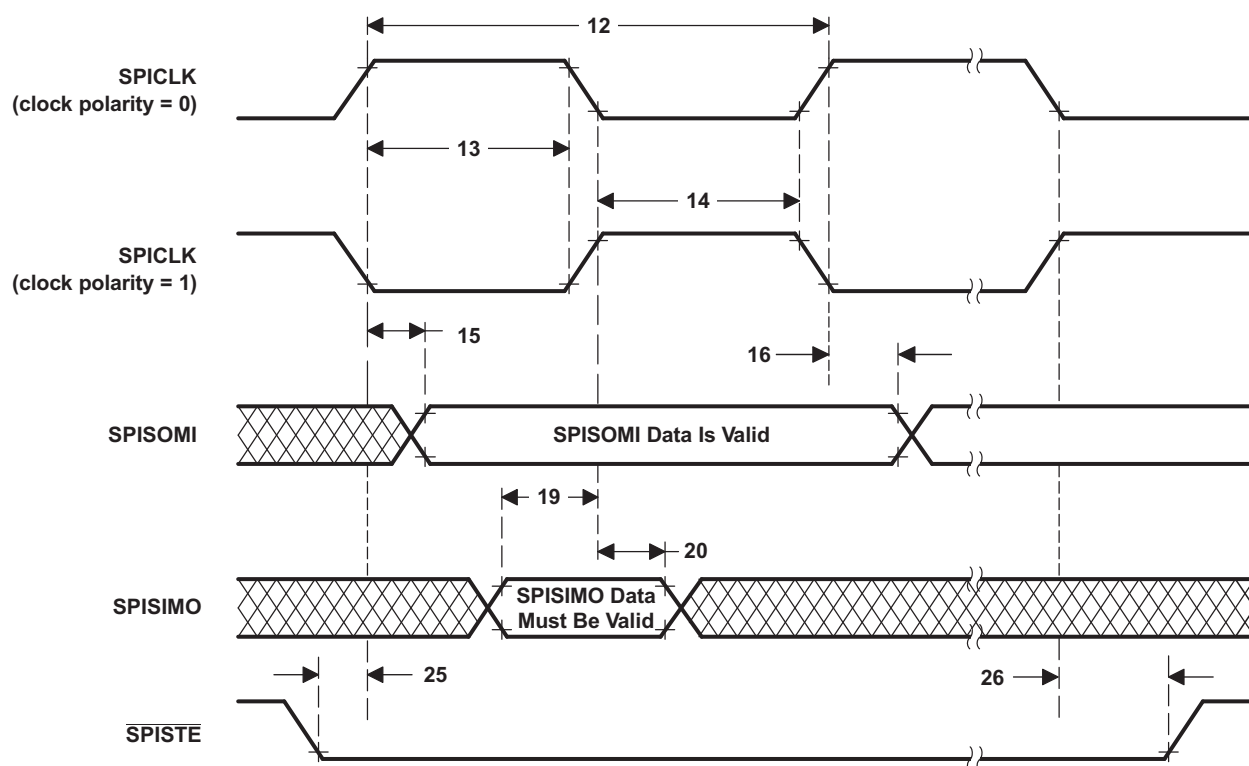 12
SPICLK
(clock polarity = 0)
13
14
SPICLK
(clock polarity = 1)
15
16
SPISOMI
SPISOMI Data Is Valid
19
20
SPISIMO
SPISIMO Data
Must Be Valid
25
26
SPISTE